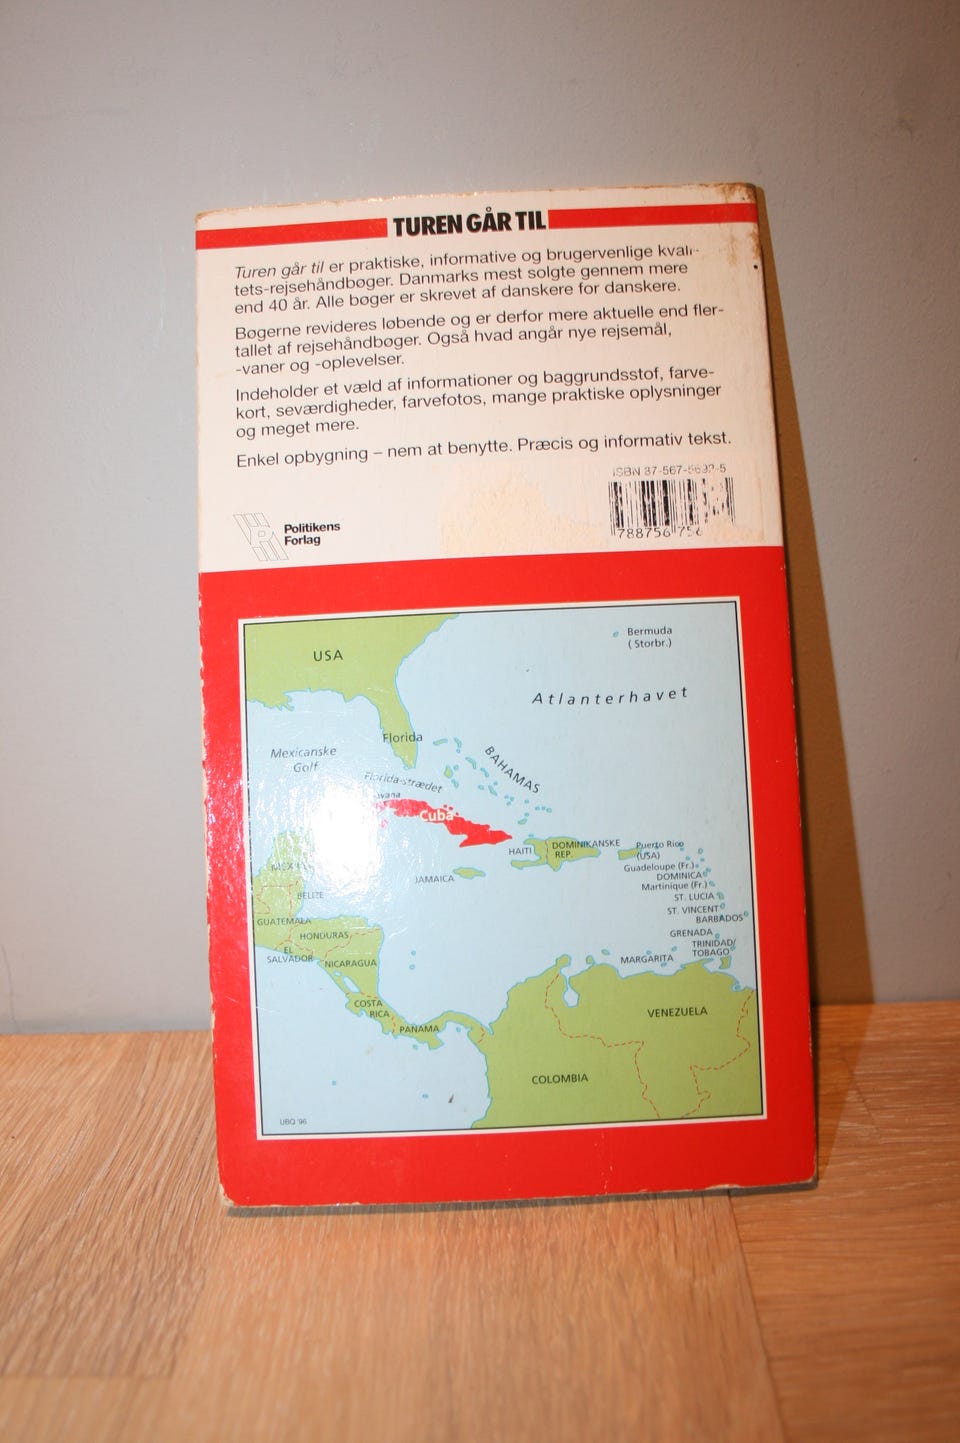 TUREN GÅR TIL
Turen går til er praktiske, informative og brugervenlige kvali-
tets-rejsehåndbøger. Danmarks mest solgte gennem mere
end 40 år. Alle bøger er skrevet af danskere for danskere.
Bøgerne revideres løbende og er derfor mere aktuelle end fler-
tallet af rejsehåndbøger. Også hvad angår nye rejsemål,
-vaner og -oplevelser.
Indeholder et væld af informationer og baggrundsstof, farve-
kort, seværdigheder, farvefotos, mange praktiske oplysninger
og meget mere.
Enkel opbygning – nem at benytte. Præcis og informativ tekst.
ISBN
788756
Politikens
Forlag
Bermuda
(Storbr.)
USA
Atlanterhavet
Florida
Mexicanske
Golf
BAHAMAS
Florida-strædet
Cuba
HAITI
DOMINIKANSKE
REP.
Puerto Rico
(USA)
Guadeloupe (Fr.)
DOMINICA
Martinique (Fr.)
ST. LUCIA
ST. VINCENT
BARBADOS
GRENADA
TRINIDAD/
TOBAGO
MARGARITA
JAMAICA
BELIZE
GUATEMALA
HONDURAS
EL
SALVADOR
NICARAGUA
COSTA
RICA
PANAMA
VENEZUELA
COLOMBIA
UBQ '96